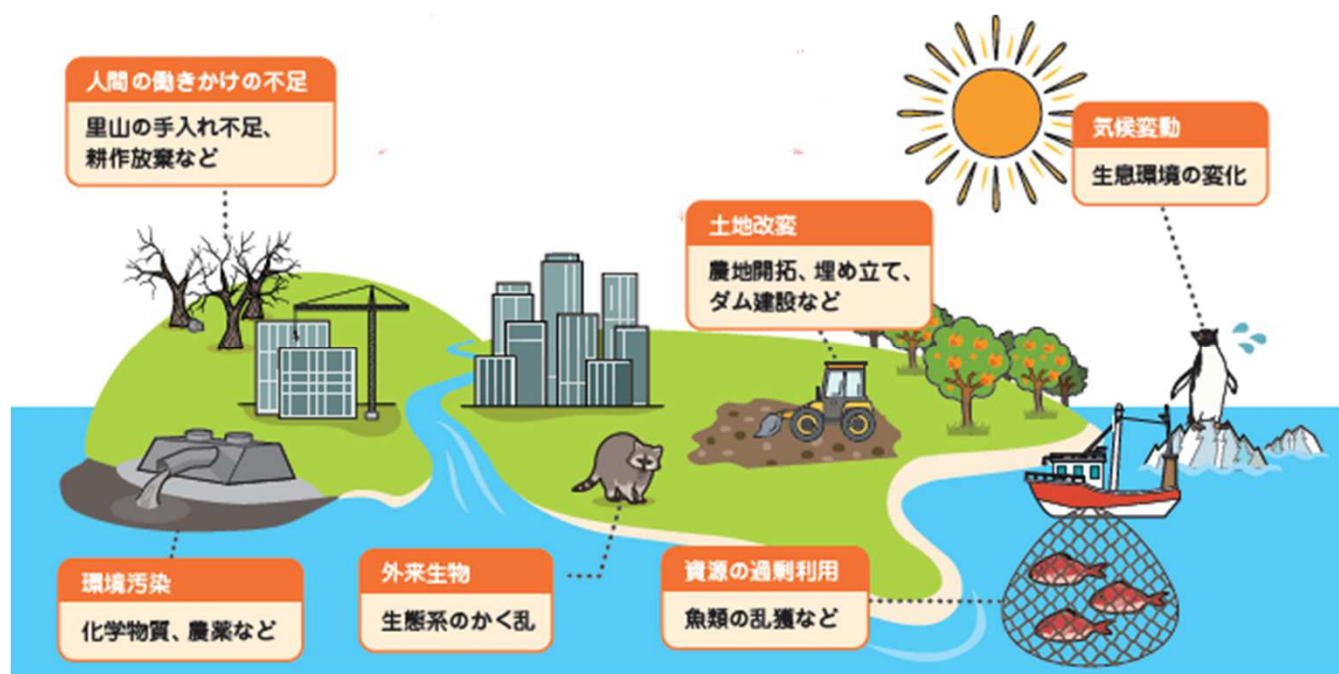 人間の働きかけの不足
里山の手入れ不足、
耕作放棄など
気候変動
生息環境の変化
土地改変
農地開拓、埋め立て、
ダム建設など
環境汚染
化学物質、農薬など
外来生物
生態系のかく乱
資源の過剰利用
魚類の乱獲など